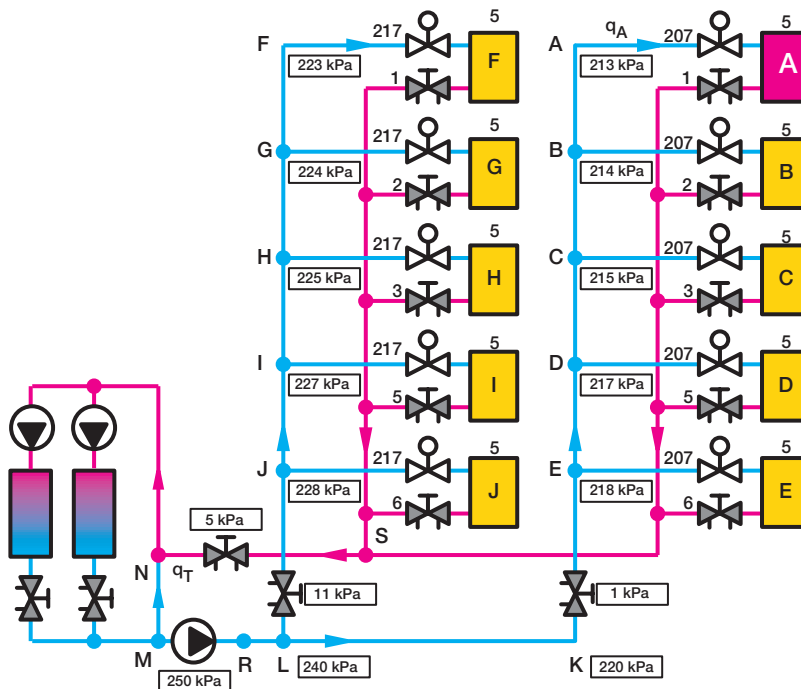 5 5
F 217 A qA 207
F A
223 kPa 213 kPa
1 1
5 5
G 217 B 207
G B
224 kPa 214 kPa
2 2
5 5
H 217 C 207
H C
225 kPa 215 kPa
3 3
5 5
I 217 D 207
I D
227 kPa 217 kPa
5 5
5 5
J 217 E 207
J E
228 kPa 218 kPa
6 6
5 kPa
S
N qT
11 kPa 1 kPa
M R L 240 kPa K 220 kPa
250 kPa